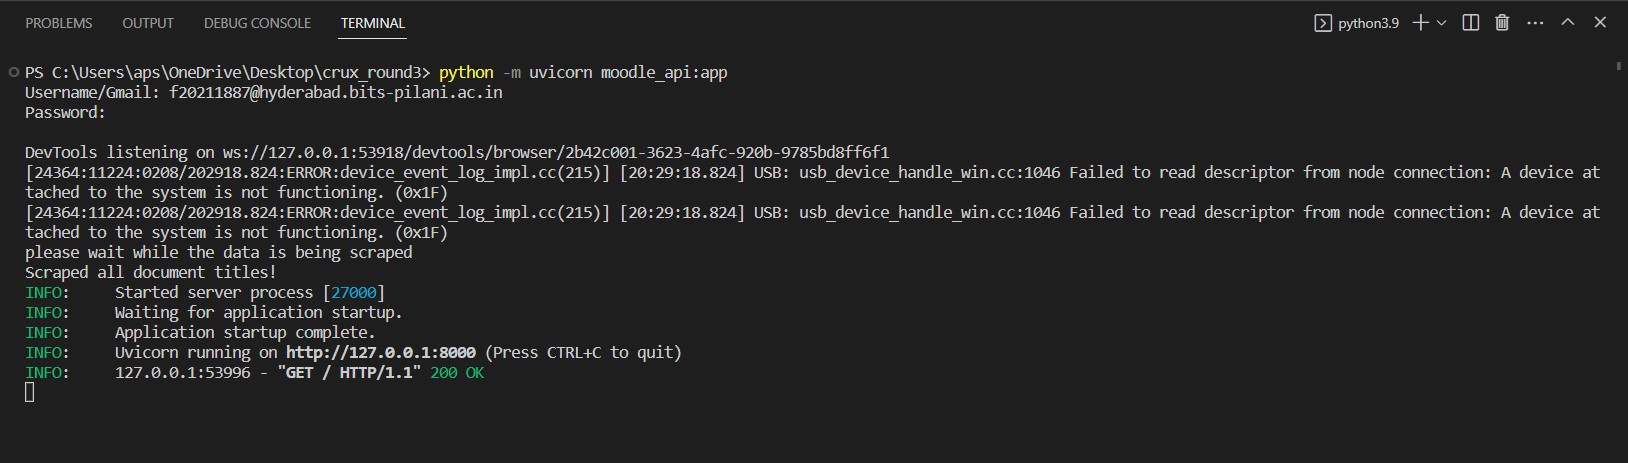 PROBLEMS OUTPUT DEBUG CONSOLE TERMINAL python3.9
PS C:\Users\aps\OneDrive\Desktop\crux_round3> python -m uvicorn moodle_api:app
Username/Gmail: f20211887@hyderabad.bits-pilani.ac.in
Password:
DevTools listening on ws://127.0.0.1:53918/devtools/browser/2b42c001-3623-4afc-920b-9785bd8ff6f1
[24364:11224:0208/202918.824:ERROR:device_event_log_impl.cc(215)] [20:29:18.824] USB: usb_device_handle_win.cc:1046 Failed to read descriptor from node connection: A device at
tached to the system is not functioning. (0x1F)
[24364:11224:0208/202918.824:ERROR:device_event_log_impl.cc(215)] [20:29:18.824] USB: usb_device_handle_win.cc:1046 Failed to read descriptor from node connection: A device at
tached to the system is not functioning. (0x1F)
please wait while the data is being scraped
Scraped all document titles!
INFO:     Started server process [27000]
INFO:     Waiting for application startup.
INFO:     Application startup complete.
INFO:     Uvicorn running on http://127.0.0.1:8000 (Press CTRL+C to quit)
INFO:     127.0.0.1:53996 - "GET / HTTP/1.1" 200 OK